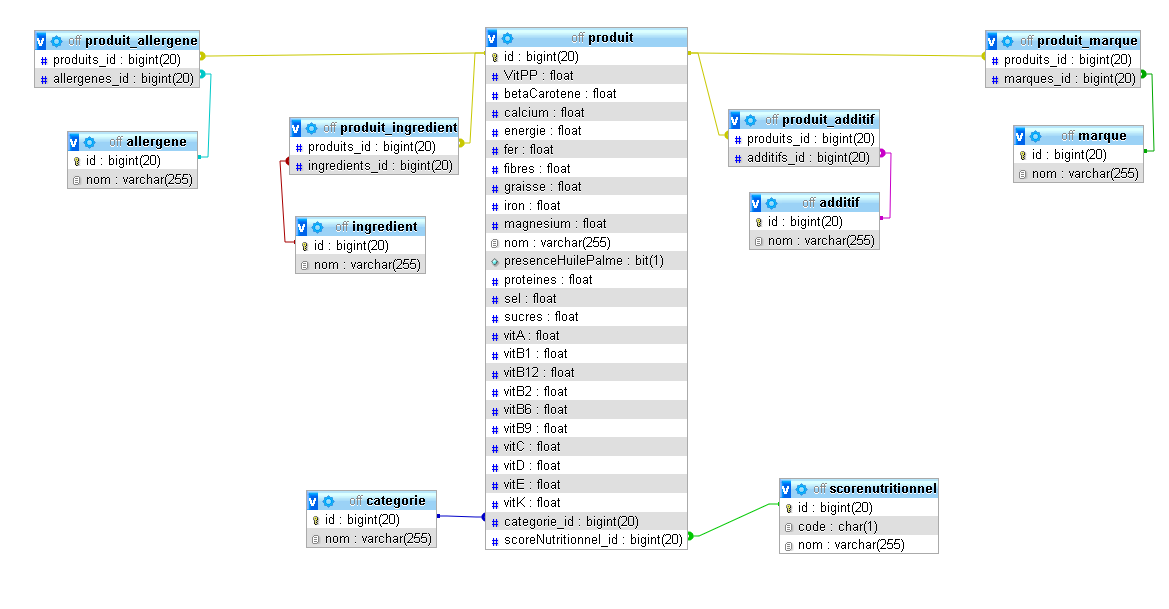 off produit_allergene
produits_id : bigint(20)
allergenes_id : bigint(20)
off allergene
id : bigint(20)
nom : varchar(255)
off produit_ingredient
produits_id : bigint(20)
ingredients_id : bigint(20)
off ingredient
id : bigint(20)
nom : varchar(255)
off categorie
id : bigint(20)
nom : varchar(255)
off produit
id : bigint(20)
VitPP : float
betaCarotene : float
calcium : float
energie : float
fer : float
fibres : float
graisse : float
iron : float
magnesium : float
nom : varchar(255)
presenceHuilePalme : bit(1)
proteines : float
sel : float
sucres : float
vitA : float
vitB1 : float
vitB12 : float
vitB2 : float
vitB6 : float
vitB9 : float
vitC : float
vitD : float
vitE : float
vitK : float
categorie_id : bigint(20)
scoreNutritionnel_id : bigint(20)
off produit_additif
produits_id : bigint(20)
additifs_id : bigint(20)
off additif
id : bigint(20)
nom : varchar(255)
off scorenutritionnel
id : bigint(20)
code : char(1)
nom : varchar(255)
off produit_marque
produits_id : bigint(20)
marques_id : bigint(20)
off marque
id : bigint(20)
nom : varchar(255)